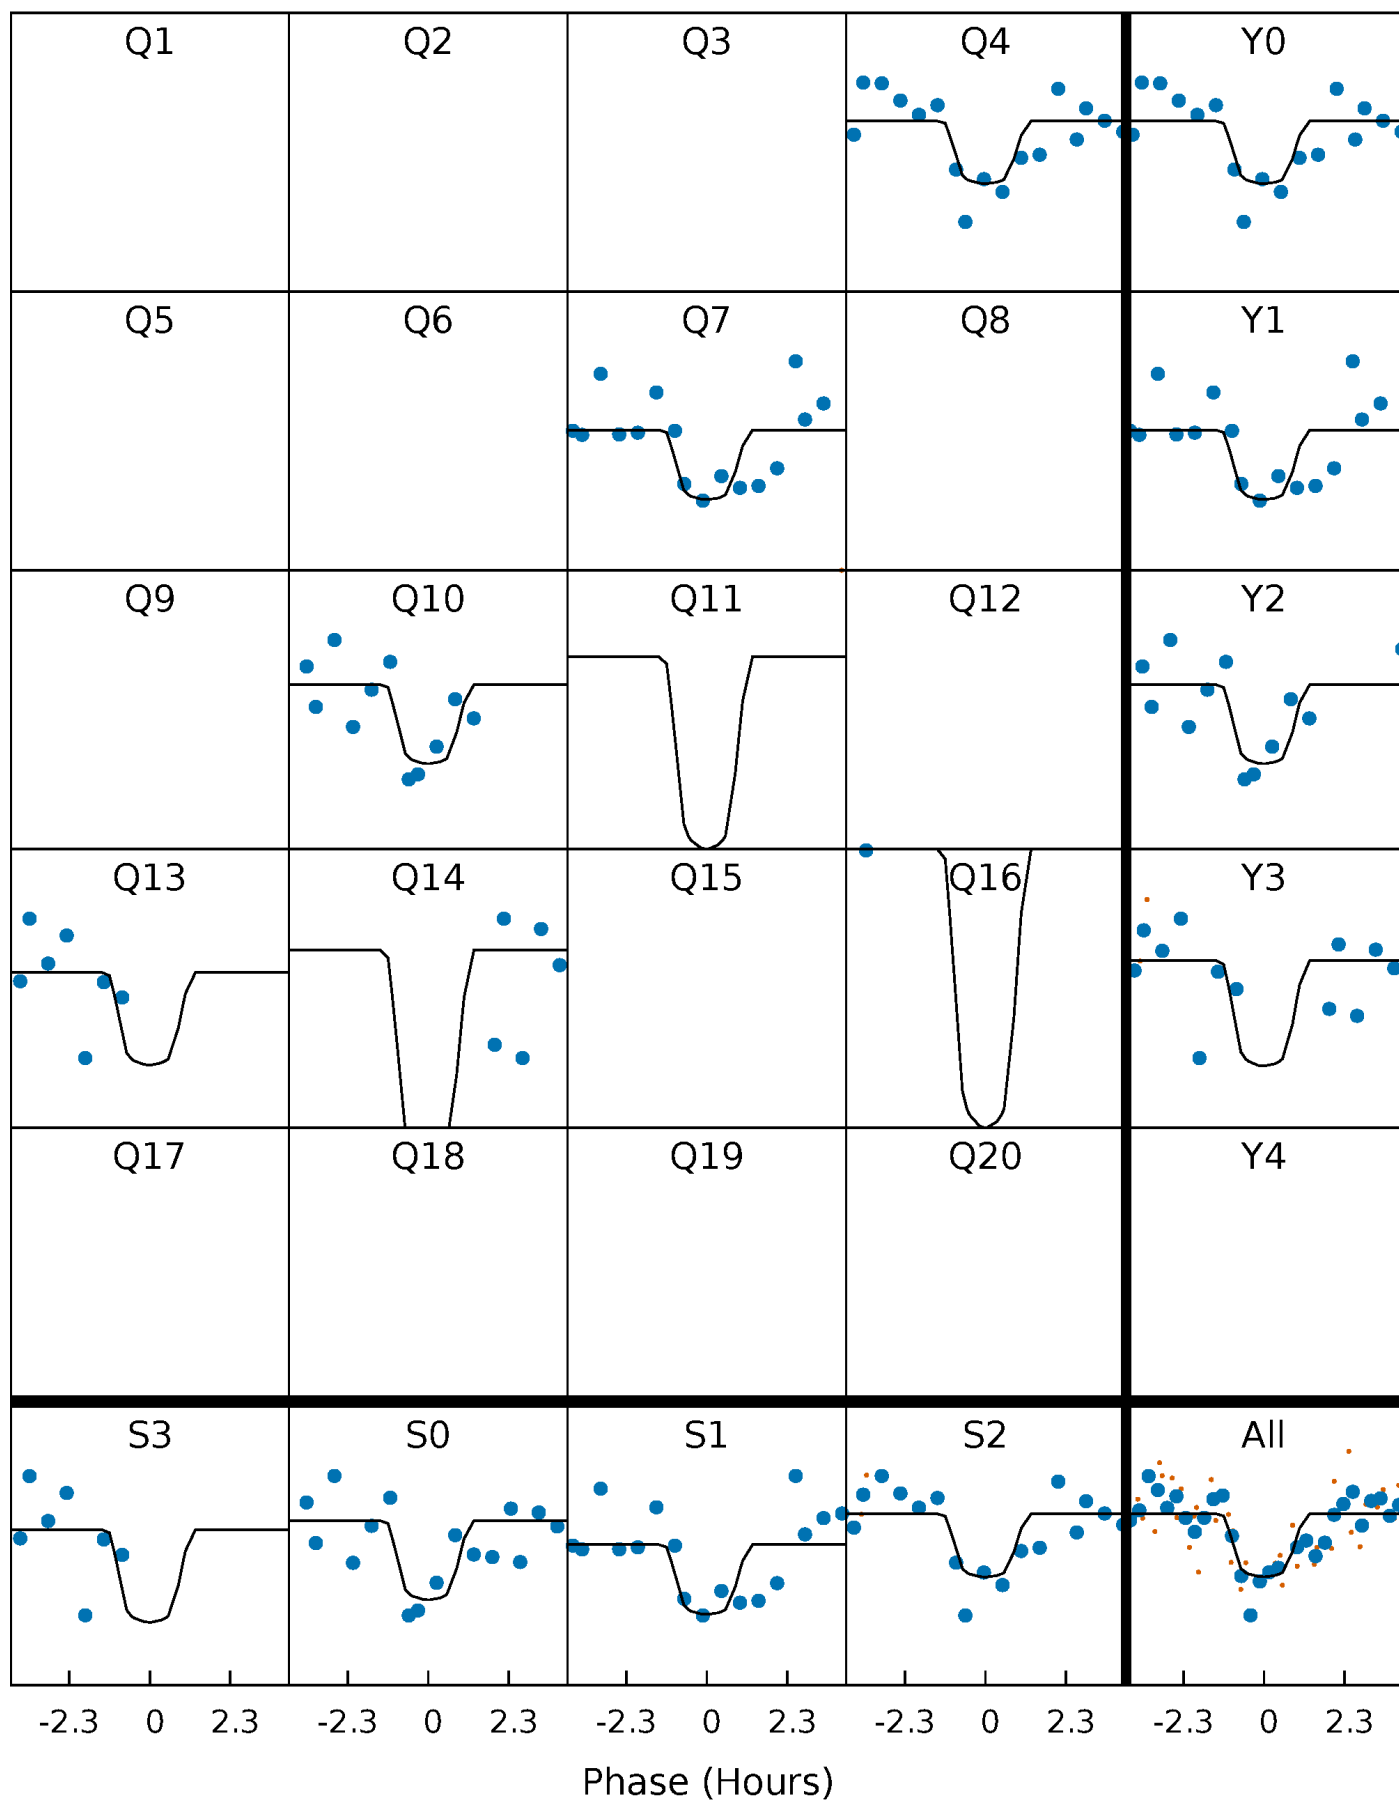 Q1 Q2 Q3 Q4 Y0
Q5 Q6 Q7 Q8 Y1
Q9 Q10 Q11 Q12 Y2
Q13 Q14 Q15 Q16 Y3
Q17 Q18 Q19 Q20 Y4
S3 S0 S1 S2 All
-2.3 0 2.3 -2.3 0 2.3 -2.3 0 2.3 -2.3 0 2.3 -2.3 0 2.3
Phase (Hours)